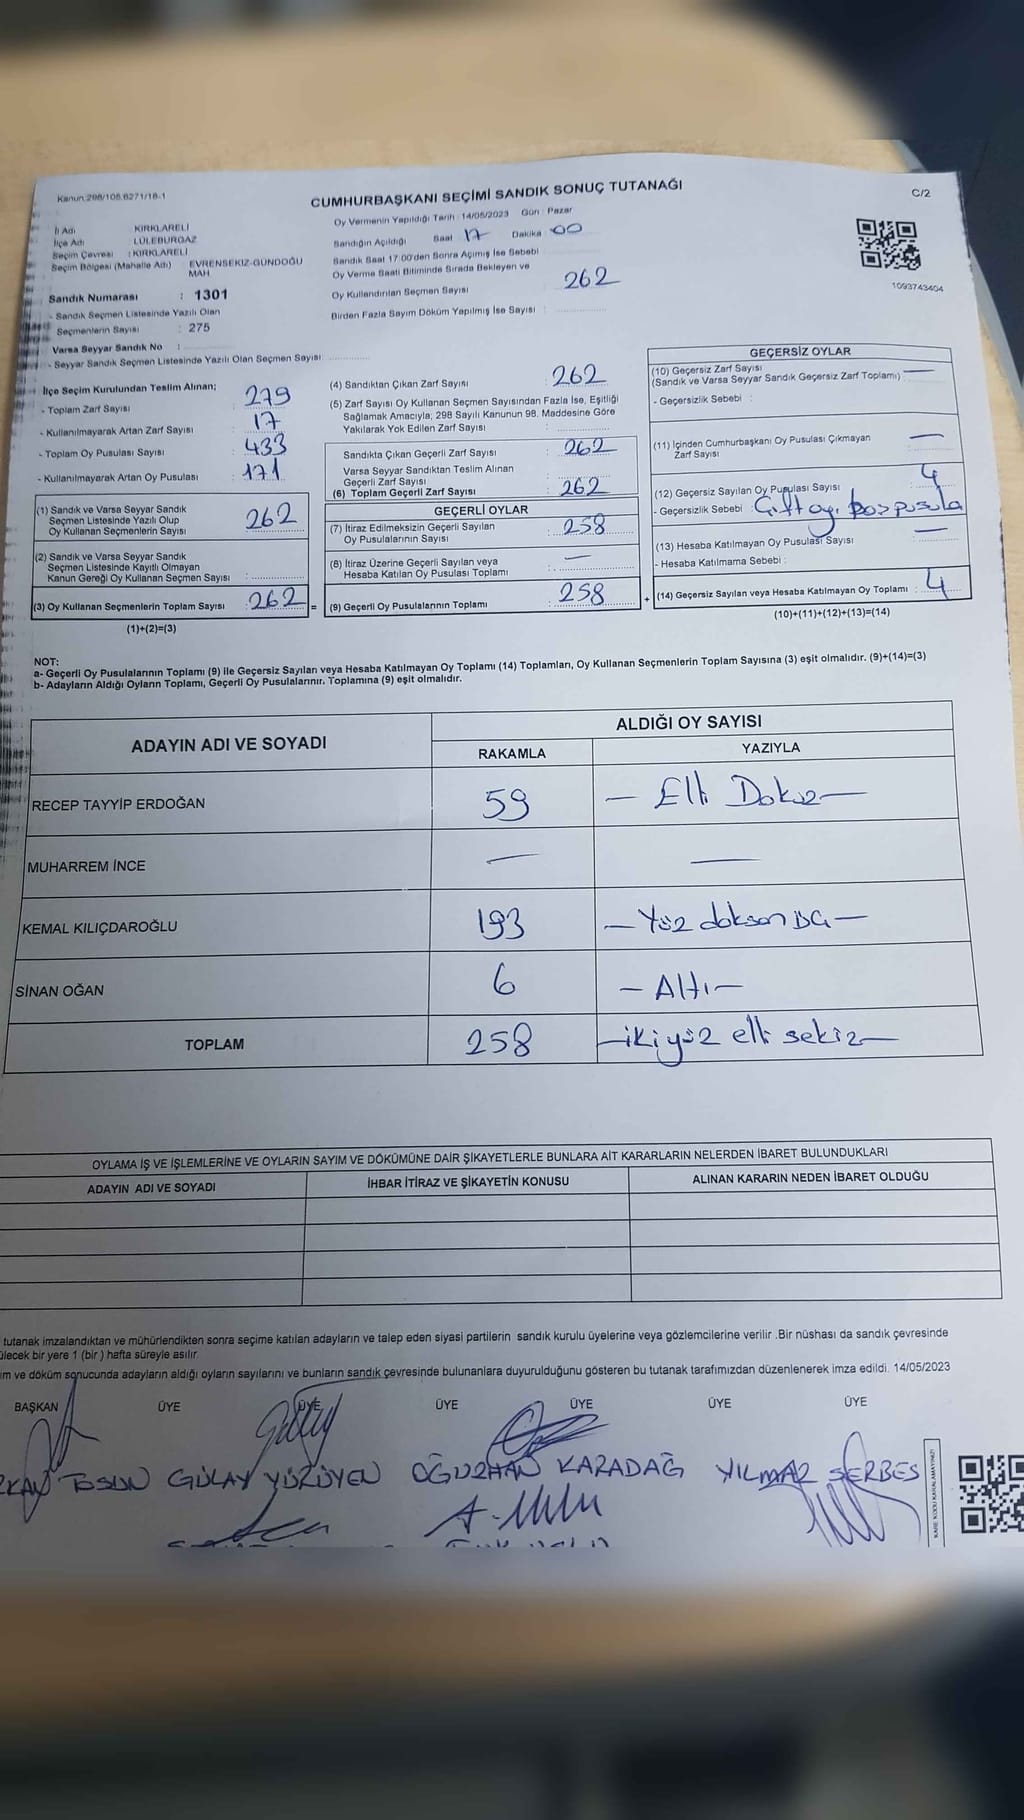 Kanun:298/105.6271/16-1
CUMHURBAŞKANI SEÇİMİ SANDIK SONUÇ TUTANAĞI
C/2
İl Adı KIRKLARELİ
İlçe Adı LÜLEBURGAZ
Seçim Çevresi : KIRKLARELİ
Seçim Bölgesi (Mahalle Adı) EVRENSEKİZ-GÜNDOĞU
MAH
Sandık Numarası : 1301
- Sandık Seçmen Listesinde Yazılı Olan
Seçmenlerin Sayısı : 275
Varsa Seyyar Sandık No :
- Seyyar Sandık Seçmen Listesinde Yazılı Olan Seçmen Sayısı:
Oy Vermenin Yapıldığı Tarih : 14/05/2023 Gün : Pazar
Sandığın Açıldığı Saat 17 Dakika 00
Sandık Saat 17:00'den Sonra Açımış İse Sebebi
Oy Verme Saati Bitiminde Sırada Bekleyen ve
Oy Kullandırılan Seçmen Sayısı : 262
Birden Fazla Sayım Döküm Yapılmış İse Sayısı :
1093743404
İlçe Seçim Kurulundan Teslim Alınan;
- Toplam Zarf Sayısı : 279
- Kullanılmayarak Artan Zarf Sayısı : 17
- Toplam Oy Pusulası Sayısı : 433
- Kullanılmayarak Artan Oy Pusulası : 171
(1) Sandık ve Varsa Seyyar Sandık
Seçmen Listesinde Yazılı Olup
Oy Kullanan Seçmenlerin Sayısı : 262
(2) Sandık ve Varsa Seyyar Sandık
Seçmen Listesinde Kayıtlı Olmayan
Kanun Gereği Oy Kullanan Seçmen Sayısı :
(3) Oy Kullanan Seçmenlerin Toplam Sayısı : 262 =
(1)+(2)=(3)
(4) Sandıktan Çıkan Zarf Sayısı : 262
(5) Zarf Sayısı Oy Kullanan Seçmen Sayısından Fazla İse, Eşitliği
Sağlamak Amacıyla; 298 Sayılı Kanunun 98. Maddesine Göre
Yakılarak Yok Edilen Zarf Sayısı :
Sandıkta Çıkan Geçerli Zarf Sayısı : 262
Varsa Seyyar Sandıktan Teslim Alınan
Geçerli Zarf Sayısı :
(6) Toplam Geçerli Zarf Sayısı : 262
GEÇERLİ OYLAR
(7) İtiraz Edilmeksizin Geçerli Sayılan
Oy Pusulalarının Sayısı : 258
(8) İtiraz Üzerine Geçerli Sayılan veya
Hesaba Katılan Oy Pusulası Toplamı : —
(9) Geçerli Oy Pusulalarının Toplamı : 258 +
GEÇERSİZ OYLAR
(10) Geçersiz Zarf Sayısı : —
(Sandık ve Varsa Seyyar Sandık Geçersiz Zarf Toplamı)
- Geçersizlik Sebebi :
(11) İçinden Cumhurbaşkanı Oy Pusulası Çıkmayan
Zarf Sayısı : —
(12) Geçersiz Sayılan Oy Pusulası Sayısı : 4
- Geçersizlik Sebebi : Çift oy, boş pusula
(13) Hesaba Katılmayan Oy Pusulası Sayısı : —
- Hesaba Katılmama Sebebi :
(14) Geçersiz Sayılan veya Hesaba Katılmayan Oy Toplamı : 4
(10)+(11)+(12)+(13)=(14)
NOT:
a- Geçerli Oy Pusulalarının Toplamı (9) ile Geçersiz Sayılan veya Hesaba Katılmayan Oy Toplamı (14) Toplamları, Oy Kullanan Seçmenlerin Toplam Sayısına (3) eşit olmalıdır. (9)+(14)=(3)
b- Adayların Aldığı Oyların Toplamı, Geçerli Oy Pusulalarının Toplamına (9) eşit olmalıdır.
ADAYIN ADI VE SOYADI
ALDIĞI OY SAYISI
RAKAMLA YAZIYLA
RECEP TAYYİP ERDOĞAN 59 — Elli Dokuz —
MUHARREM İNCE — —
KEMAL KILIÇDAROĞLU 193 — Yüz doksan üç —
SİNAN OĞAN 6 — Altı —
TOPLAM 258 — iki yüz elli sekiz —
OYLAMA İŞ VE İŞLEMLERİNE VE OYLARIN SAYIM VE DÖKÜMÜNE DAİR ŞİKAYETLERLE BUNLARA AİT KARARLARIN NELERDEN İBARET BULUNDUKLARI
ADAYIN ADI VE SOYADI İHBAR İTİRAZ VE ŞİKAYETİN KONUSU ALINAN KARARIN NEDEN İBARET OLDUĞU
tutanak imzalandıktan ve mühürlendikten sonra seçime katılan adayların ve talep eden siyasi partilerin sandık kurulu üyelerine veya gözlemcilerine verilir .Bir nüshası da sandık çevresinde
ülecek bir yere 1 (bir ) hafta süreyle asılır
ım ve döküm sonucunda adayların aldığı oyların sayılarını ve bunların sandık çevresinde bulunanlara duyurulduğunu gösteren bu tutanak tarafımızdan düzenlenerek imza edildi. 14/05/2023
BAŞKAN ÜYE ÜYE ÜYE ÜYE ÜYE ÜYE
TOSUN GÜLAY YÜRÜYEN OĞUZHAN KARADAĞ YILMAZ SERBES
KARE KODU KARALAMAYINIZ!